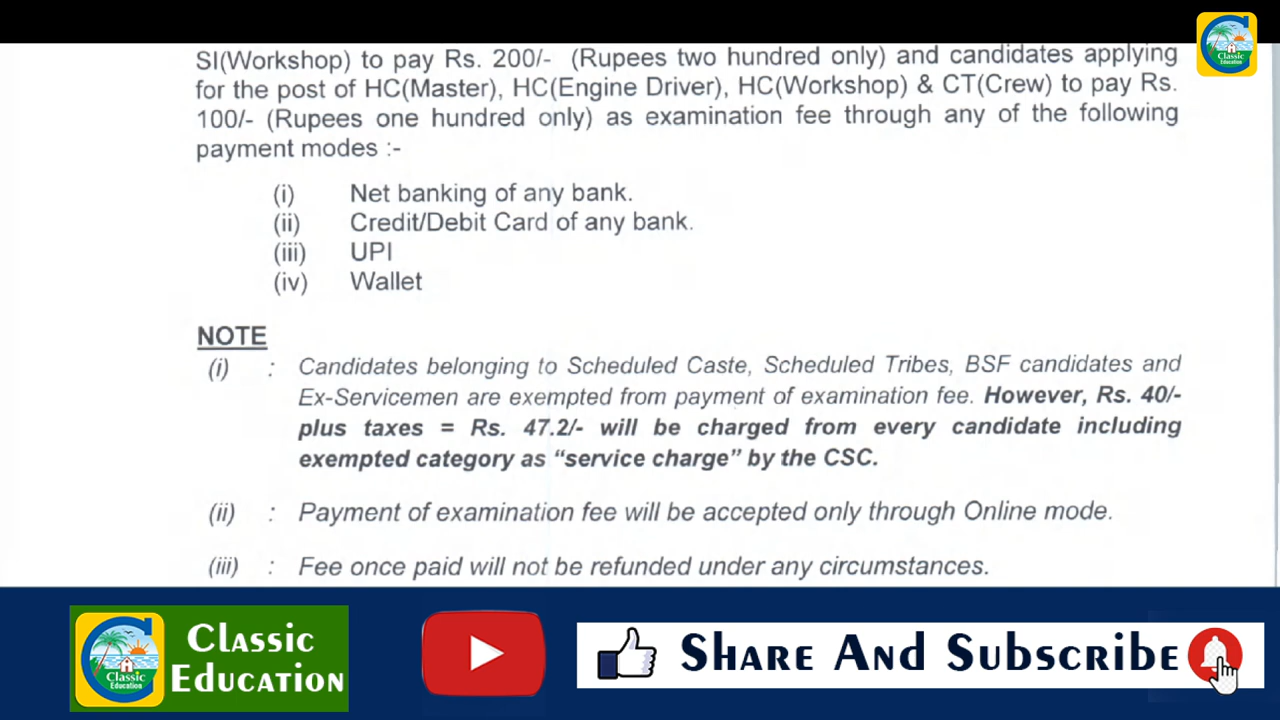 Classic
Education
SI(Workshop) to pay Rs. 200/- (Rupees two hundred only) and candidates applying
for the post of HC(Master), HC(Engine Driver), HC(Workshop) & CT(Crew) to pay Rs.
100/- (Rupees one hundred only) as examination fee through any of the following
payment modes :-
(i) Net banking of any bank.
(ii) Credit/Debit Card of any bank.
(iii) UPI
(iv) Wallet
NOTE
(i) : Candidates belonging to Scheduled Caste, Scheduled Tribes, BSF candidates and
Ex-Servicemen are exempted from payment of examination fee. However, Rs. 40/-
plus taxes = Rs. 47.2/- will be charged from every candidate including
exempted category as “service charge” by the CSC.
(ii) : Payment of examination fee will be accepted only through Online mode.
(iii) : Fee once paid will not be refunded under any circumstances.
Classic
Education
Classic
Education
Share And Subscribe